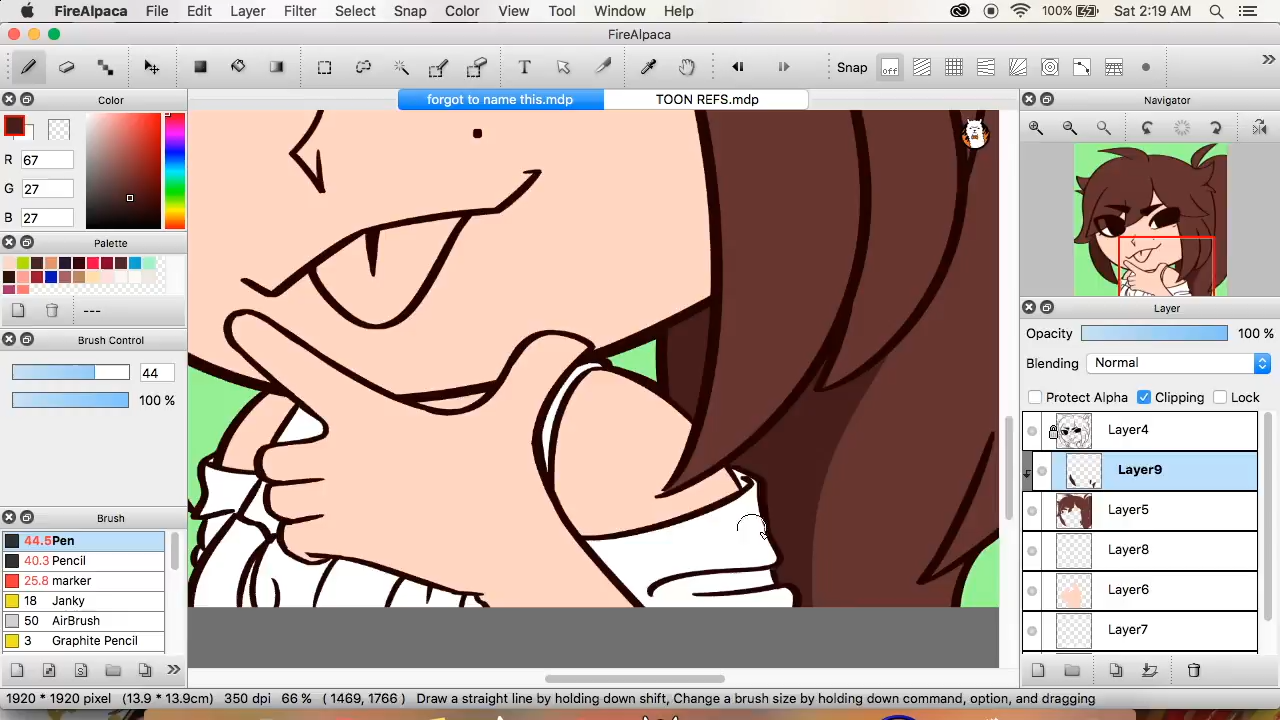 FireAlpaca File Edit Layer Filter Select Snap Color View Tool Window Help 100% Sat 2:19 AM
FireAlpaca
T Snap off
Color forgot to name this.mdp TOON REFS.mdp Navigator
R 67
G 27
B 27
Palette
---
Brush Control
44
100 %
Brush
44.5 Pen
40.3 Pencil
25.8 marker
18 Janky
50 AirBrush
3 Graphite Pencil
Layer
Opacity 100 %
Blending Normal
Protect Alpha Clipping Lock
Layer4
Layer9
Layer5
Layer8
Layer6
Layer7
1920 * 1920 pixel (13.9 * 13.9cm) 350 dpi 66 % (1469, 1766) Draw a straight line by holding down shift, Change a brush size by holding down command, option, and dragging